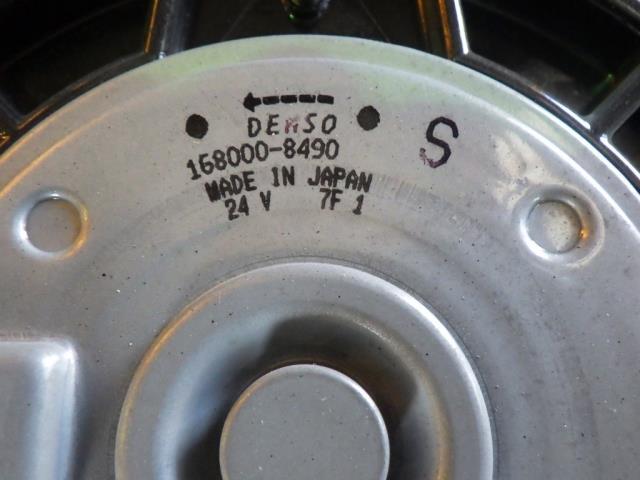 DENSO
168000-8490
MADE IN JAPAN
24 V 7F 1
S